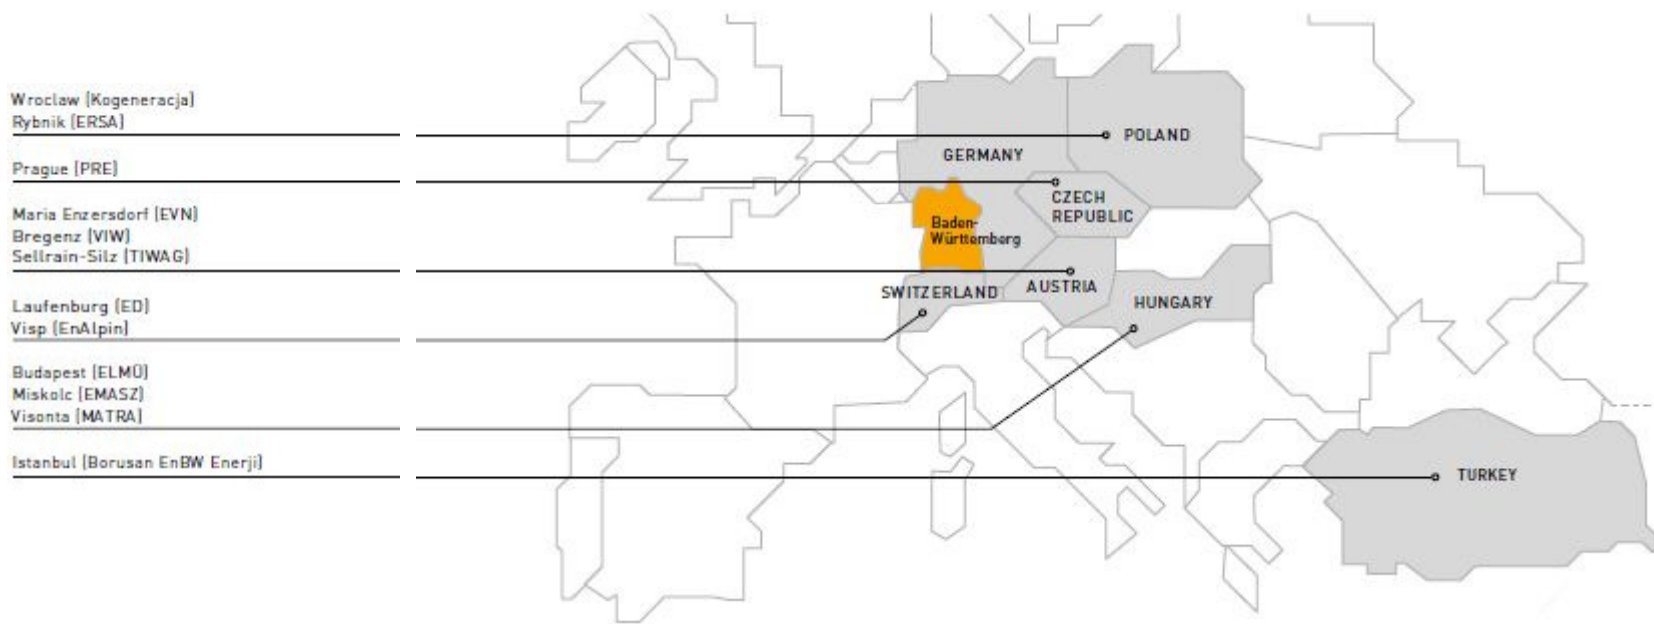 Wroclaw (Kogeneracja)
Rybnik (ERSA)
Prague (PRE)
Maria Enzersdorf (EVN)
Bregenz (VIW)
Sellrain-Silz (TIWAG)
Laufenburg (ED)
Visp (EnAlpin)
Budapest (ELMŰ)
Miskolc (EMASZ)
Visonta (MATRA)
Istanbul (Borusan EnBW Enerji)
POLAND
GERMANY
CZECH
REPUBLIC
Baden-
Württemberg
SWITZERLAND
AUSTRIA
HUNGARY
TURKEY